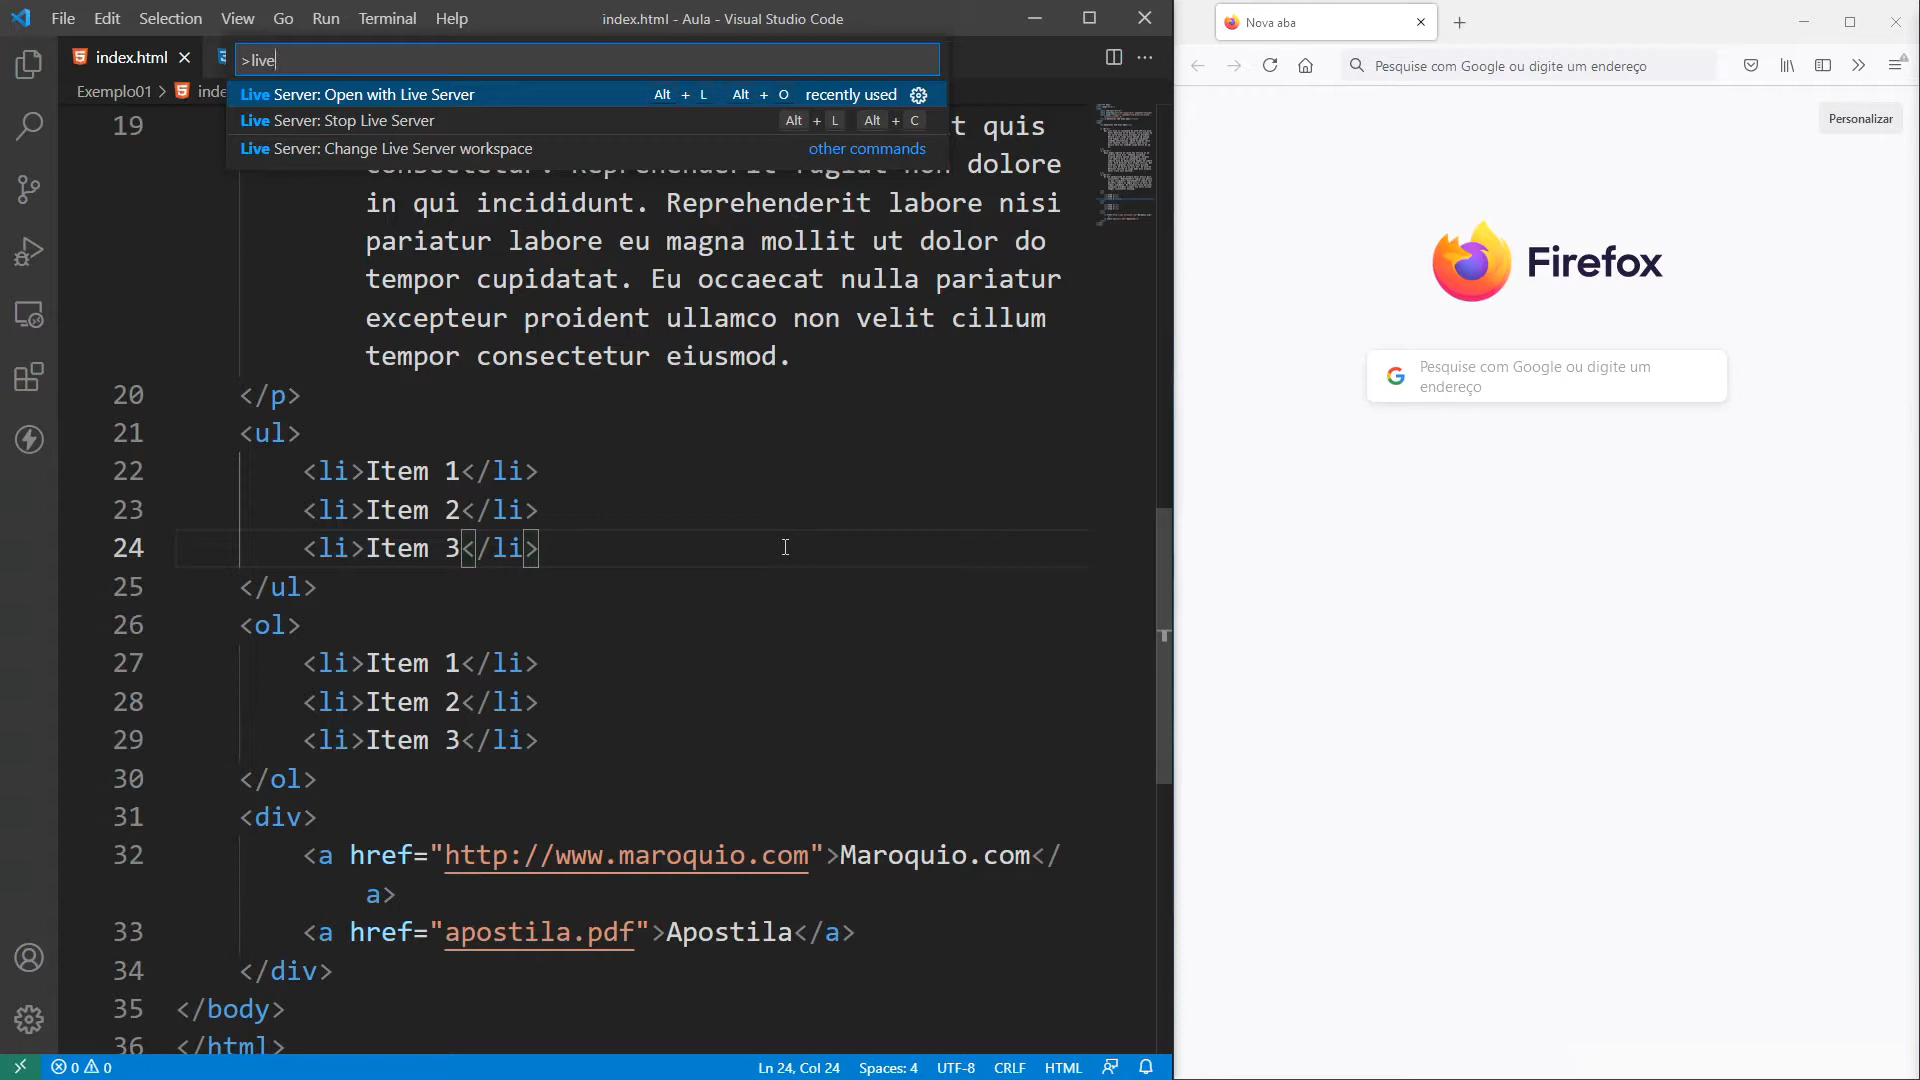 File Edit Selection View Go Run Terminal Help
index.html - Aula - Visual Studio Code
index.html
>live
Exemplo01 > inde
Live Server: Open with Live Server Alt + L Alt + O recently used
Live Server: Stop Live Server Alt + L Alt + C
Live Server: Change Live Server workspace other commands
19 t quis
dolore
in qui incididunt. Reprehenderit labore nisi
pariatur labore eu magna mollit ut dolor do
tempor cupidatat. Eu occaecat nulla pariatur
excepteur proident ullamco non velit cillum
tempor consectetur eiusmod.
20 </p>
21 <ul>
22 <li>Item 1</li>
23 <li>Item 2</li>
24 <li>Item 3</li>
25 </ul>
26 <ol>
27 <li>Item 1</li>
28 <li>Item 2</li>
29 <li>Item 3</li>
30 </ol>
31 <div>
32 <a href="http://www.maroquio.com">Maroquio.com</
a>
33 <a href="apostila.pdf">Apostila</a>
34 </div>
35 </body>
36 </html>
0 0
Ln 24, Col 24 Spaces: 4 UTF-8 CRLF HTML
Nova aba
Pesquise com Google ou digite um endereço
Personalizar
Firefox
Pesquise com Google ou digite um
endereço